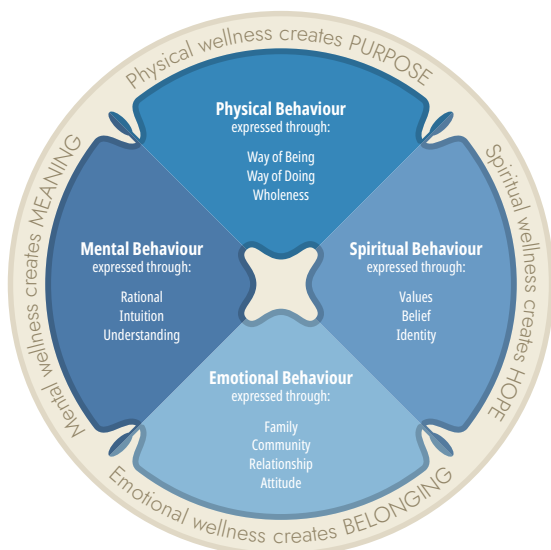 Physical wellness creates PURPOSE
Physical Behaviour
expressed through:
Way of Being
Way of Doing
Wholeness
Mental wellness creates MEANING
Mental Behaviour
expressed through:
Rational
Intuition
Understanding
Spiritual Behaviour
expressed through:
Values
Belief
Identity
Spiritual wellness creates HOPE
Emotional Behaviour
expressed through:
Family
Community
Relationship
Attitude
Emotional wellness creates BELONGING